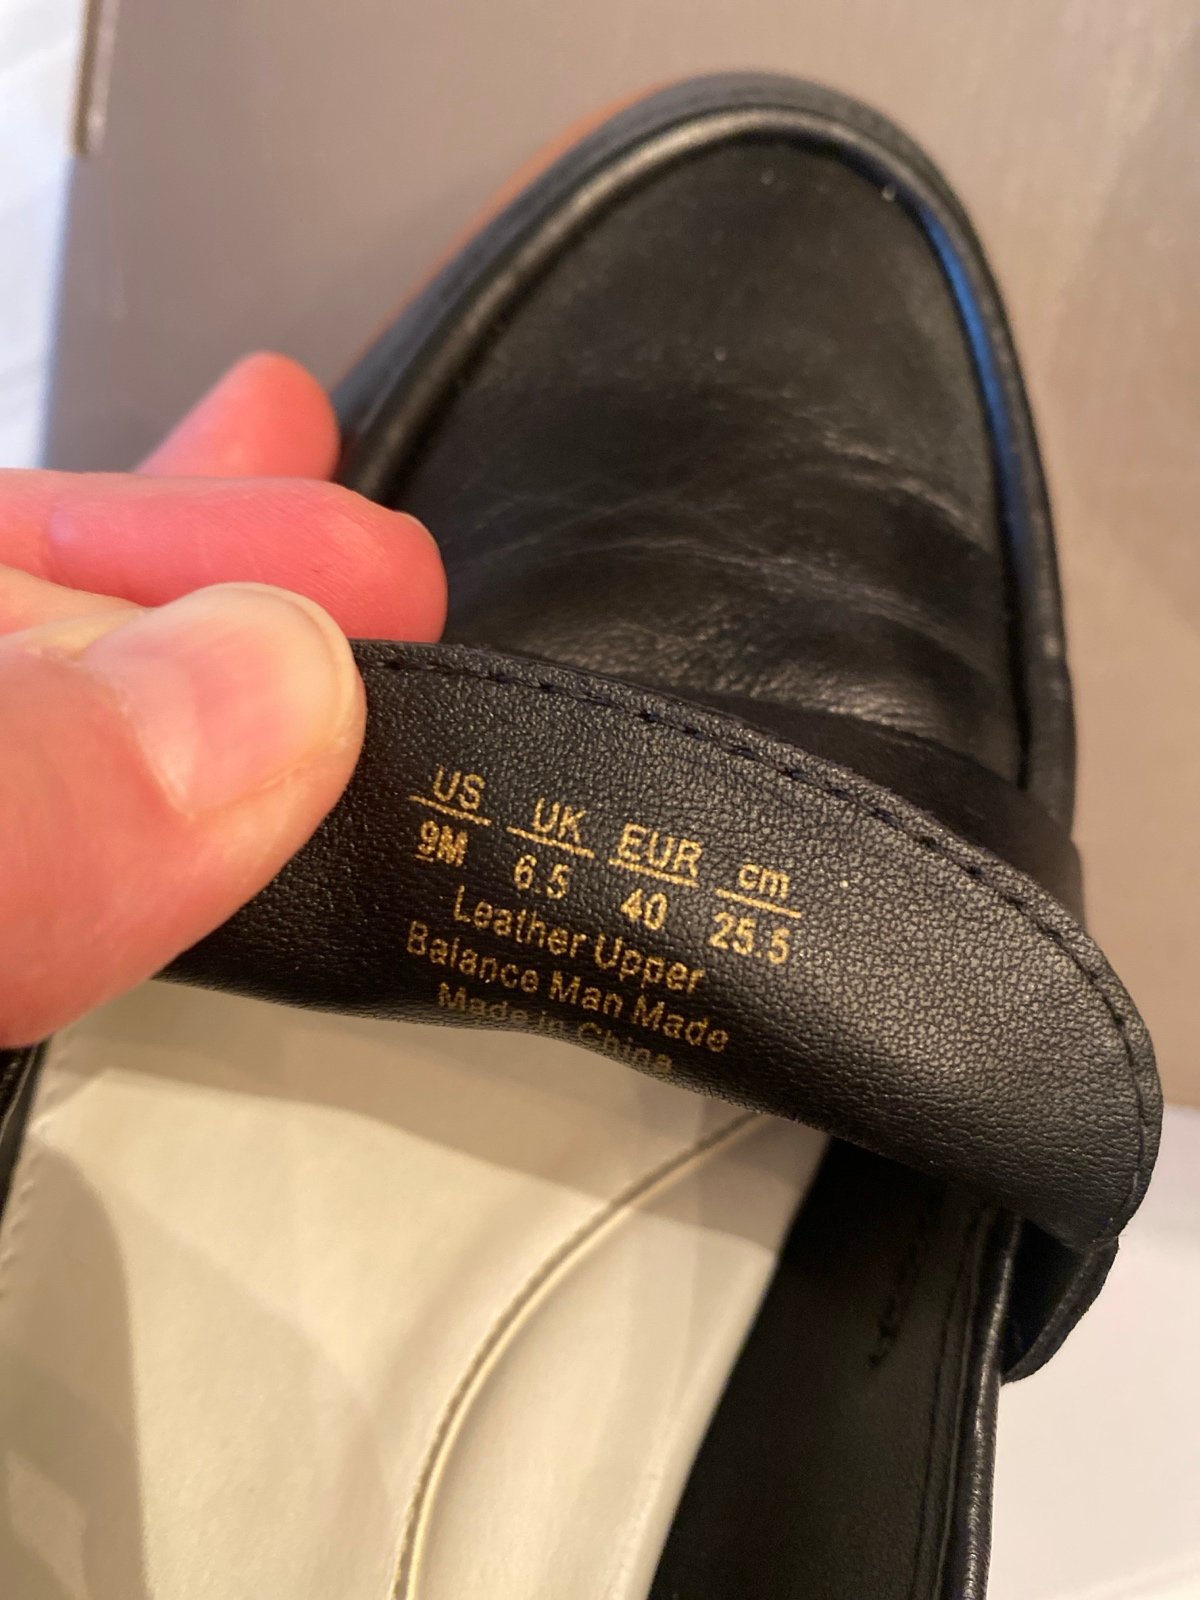 US UK EUR cm
9M 6.5 40 25.5
Leather Upper
Balance Man Made
Made in China